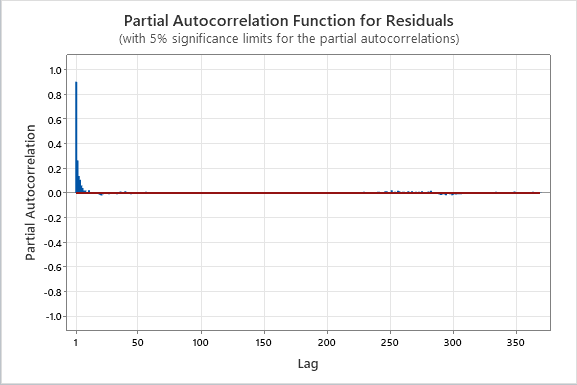 Partial Autocorrelation Function for Residuals
(with 5% significance limits for the partial autocorrelations)
1.0
0.8
0.6
0.4
0.2
0.0
-0.2
-0.4
-0.6
-0.8
-1.0
Partial Autocorrelation
1 50 100 150 200 250 300 350
Lag